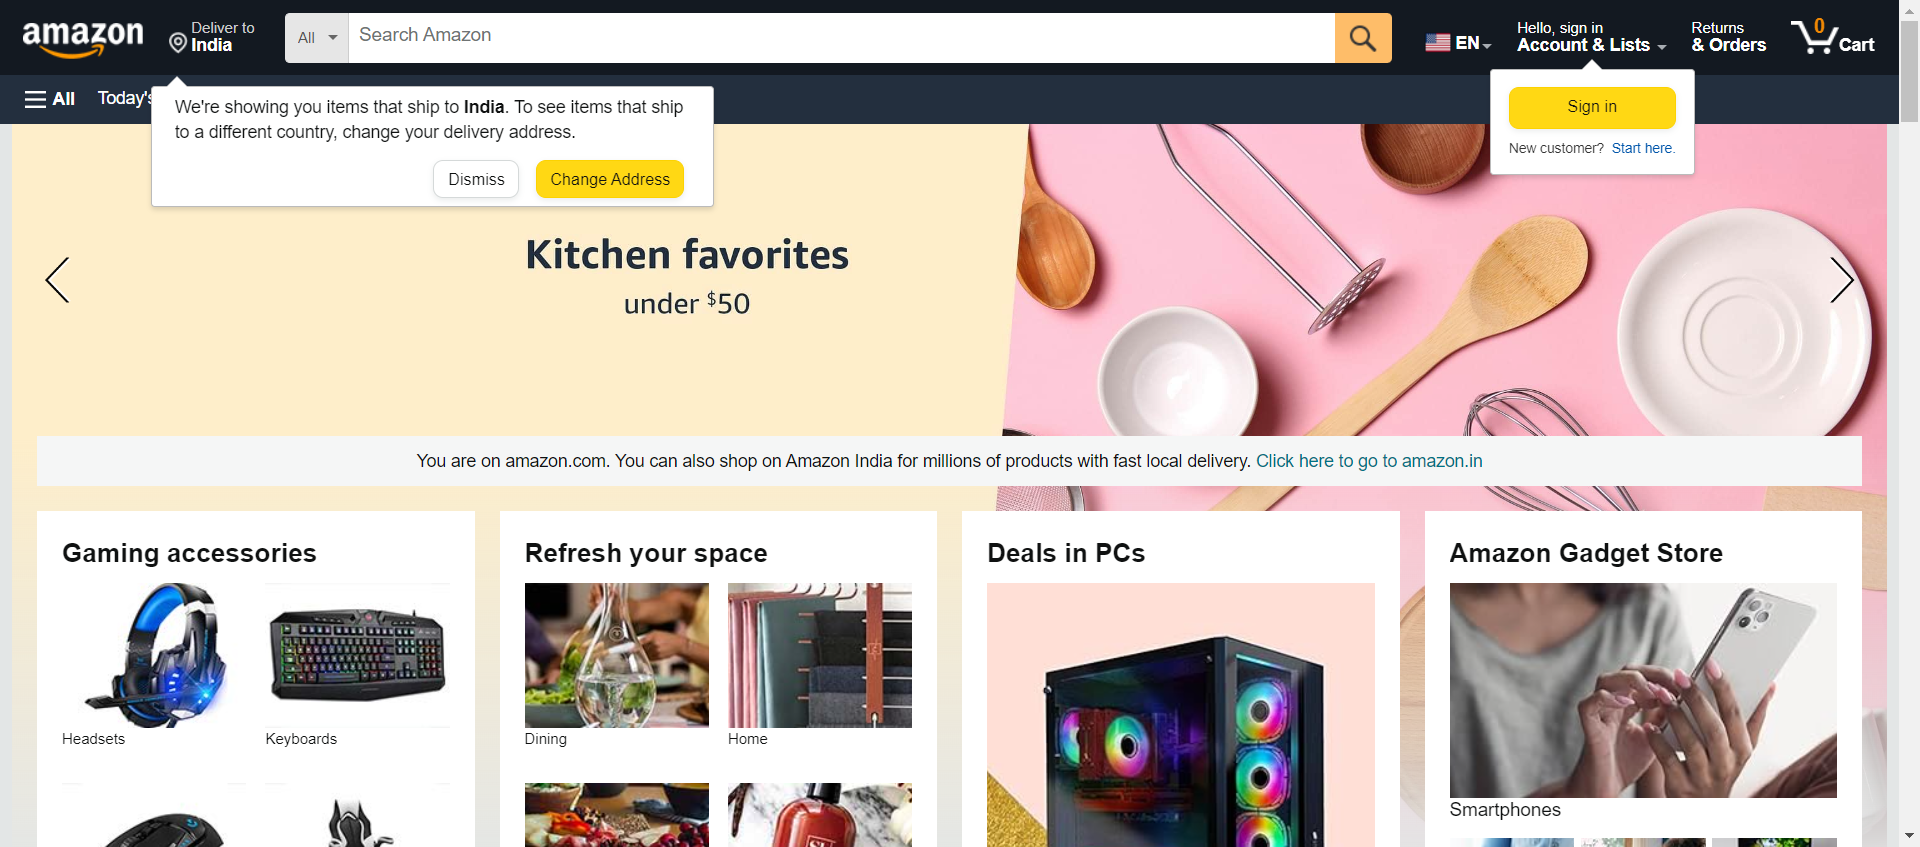 amazon
Deliver to
India
All
Search Amazon
EN
Hello, sign in
Account & Lists
Returns
& Orders
0
Cart
All
Today's
We're showing you items that ship to India. To see items that ship
to a different country, change your delivery address.
Dismiss
Change Address
Sign in
New customer? Start here.
Kitchen favorites
under $50
You are on amazon.com. You can also shop on Amazon India for millions of products with fast local delivery. Click here to go to amazon.in
Gaming accessories
Headsets
Keyboards
Refresh your space
Dining
Home
Deals in PCs
Amazon Gadget Store
Smartphones